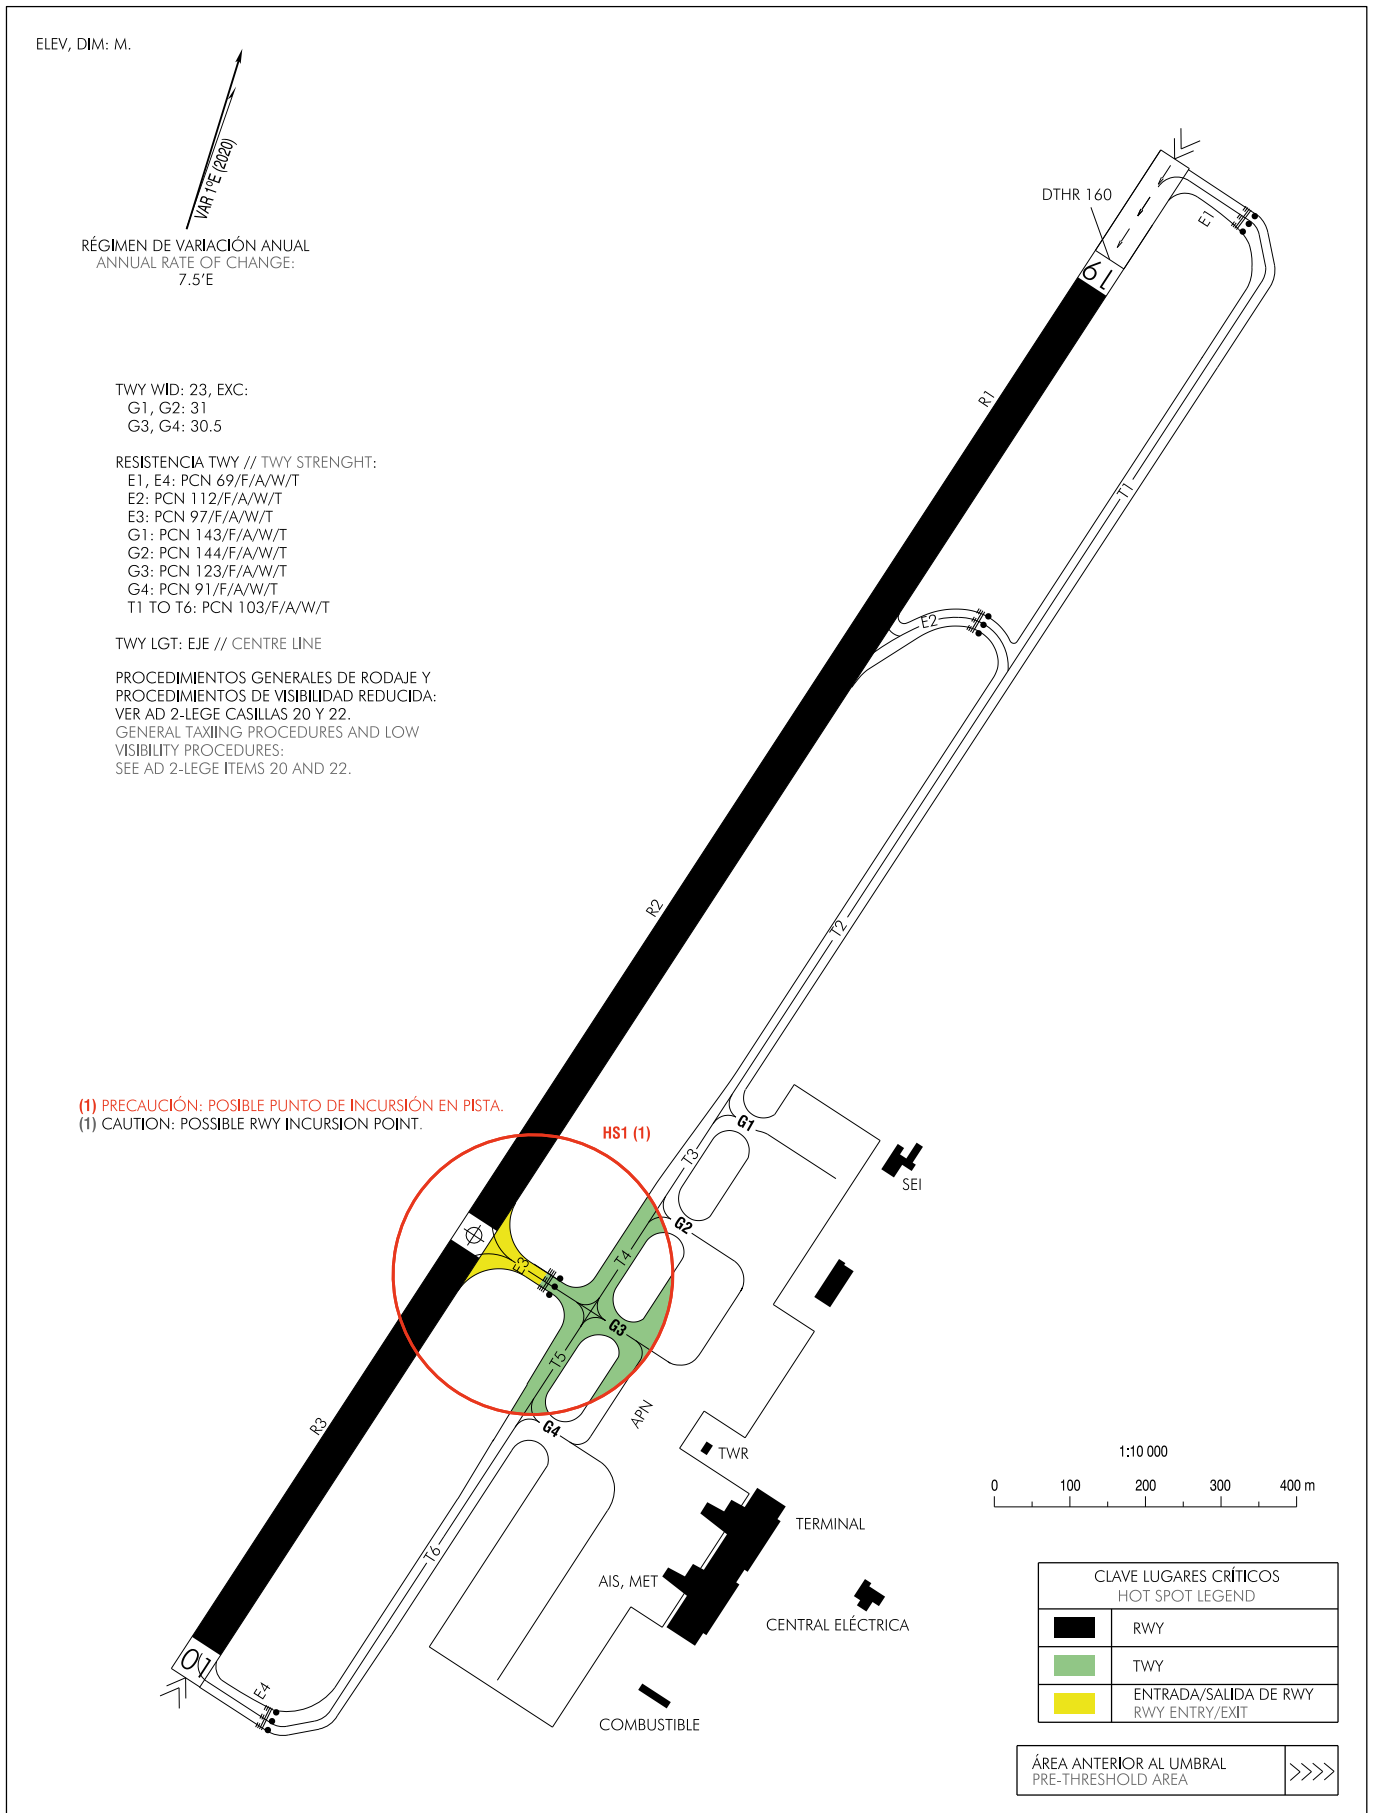 ELEV, DIM: M.
VAR 1ºE (2020)
RÉGIMEN DE VARIACIÓN ANUAL
ANNUAL RATE OF CHANGE:
7.5'E
DTHR 160
19
E1
R1
T1
TWY WID: 23, EXC:
G1, G2: 31
G3, G4: 30.5
RESISTENCIA TWY // TWY STRENGHT:
E1, E4: PCN 69/F/A/W/T
E2: PCN 112/F/A/W/T
E3: PCN 97/F/A/W/T
G1: PCN 143/F/A/W/T
G2: PCN 144/F/A/W/T
G3: PCN 123/F/A/W/T
G4: PCN 91/F/A/W/T
T1 TO T6: PCN 103/F/A/W/T
TWY LGT: EJE // CENTRE LINE
PROCEDIMIENTOS GENERALES DE RODAJE Y
PROCEDIMIENTOS DE VISIBILIDAD REDUCIDA:
VER AD 2-LEGE CASILLAS 20 Y 22.
GENERAL TAXIING PROCEDURES AND LOW
VISIBILITY PROCEDURES:
SEE AD 2-LEGE ITEMS 20 AND 22.
E2
R2
T2
(1) PRECAUCIÓN: POSIBLE PUNTO DE INCURSIÓN EN PISTA.
(1) CAUTION: POSSIBLE RWY INCURSION POINT.
HS1 (1)
G1
T3
SEI
G2
T4
E3
G3
T5
APN
G4
R3
TWR
T6
TERMINAL
AIS, MET
CENTRAL ELÉCTRICA
COMBUSTIBLE
01
E4
1:10 000
0 100 200 300 400 m
CLAVE LUGARES CRÍTICOS
HOT SPOT LEGEND
RWY
TWY
ENTRADA/SALIDA DE RWY
RWY ENTRY/EXIT
ÁREA ANTERIOR AL UMBRAL
PRE-THRESHOLD AREA